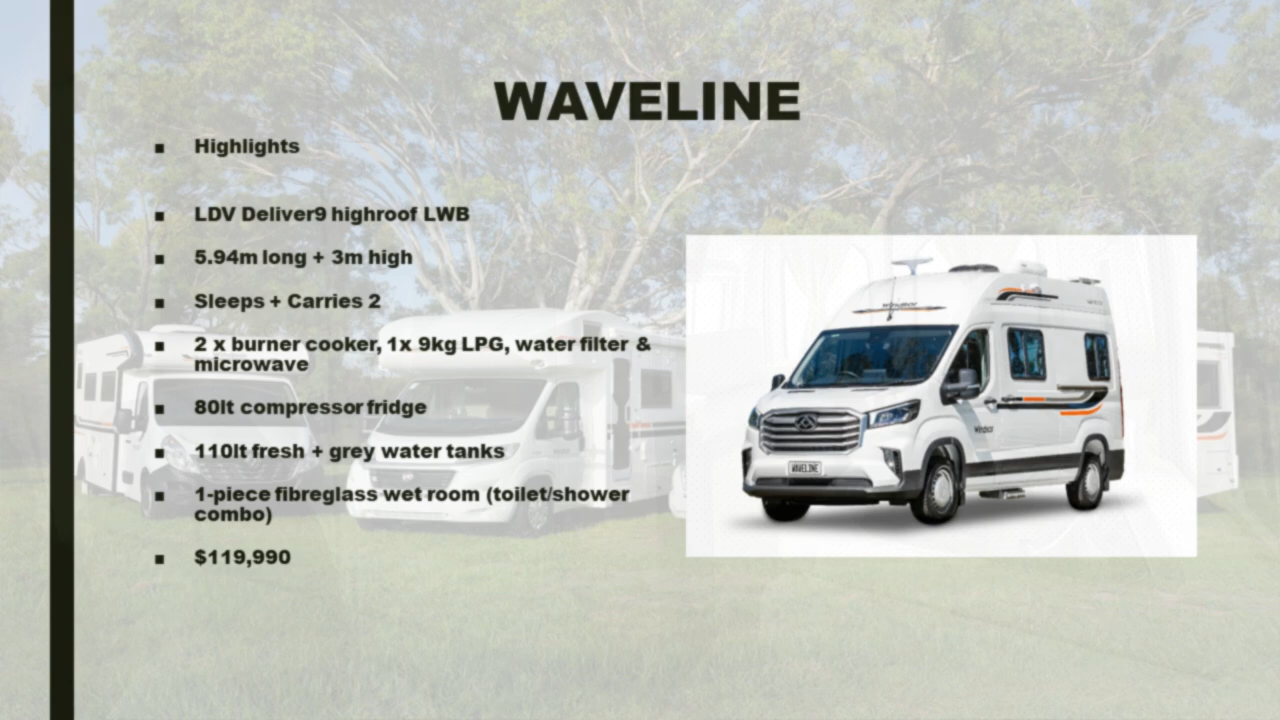 WAVELINE
Highlights
LDV Deliver9 highroof LWB
5.94m long + 3m high
Sleeps + Carries 2
2 x burner cooker, 1x 9kg LPG, water filter &
microwave
80lt compressor fridge
110lt fresh + grey water tanks
1-piece fibreglass wet room (toilet/shower
combo)
$119,990
WAVELINE